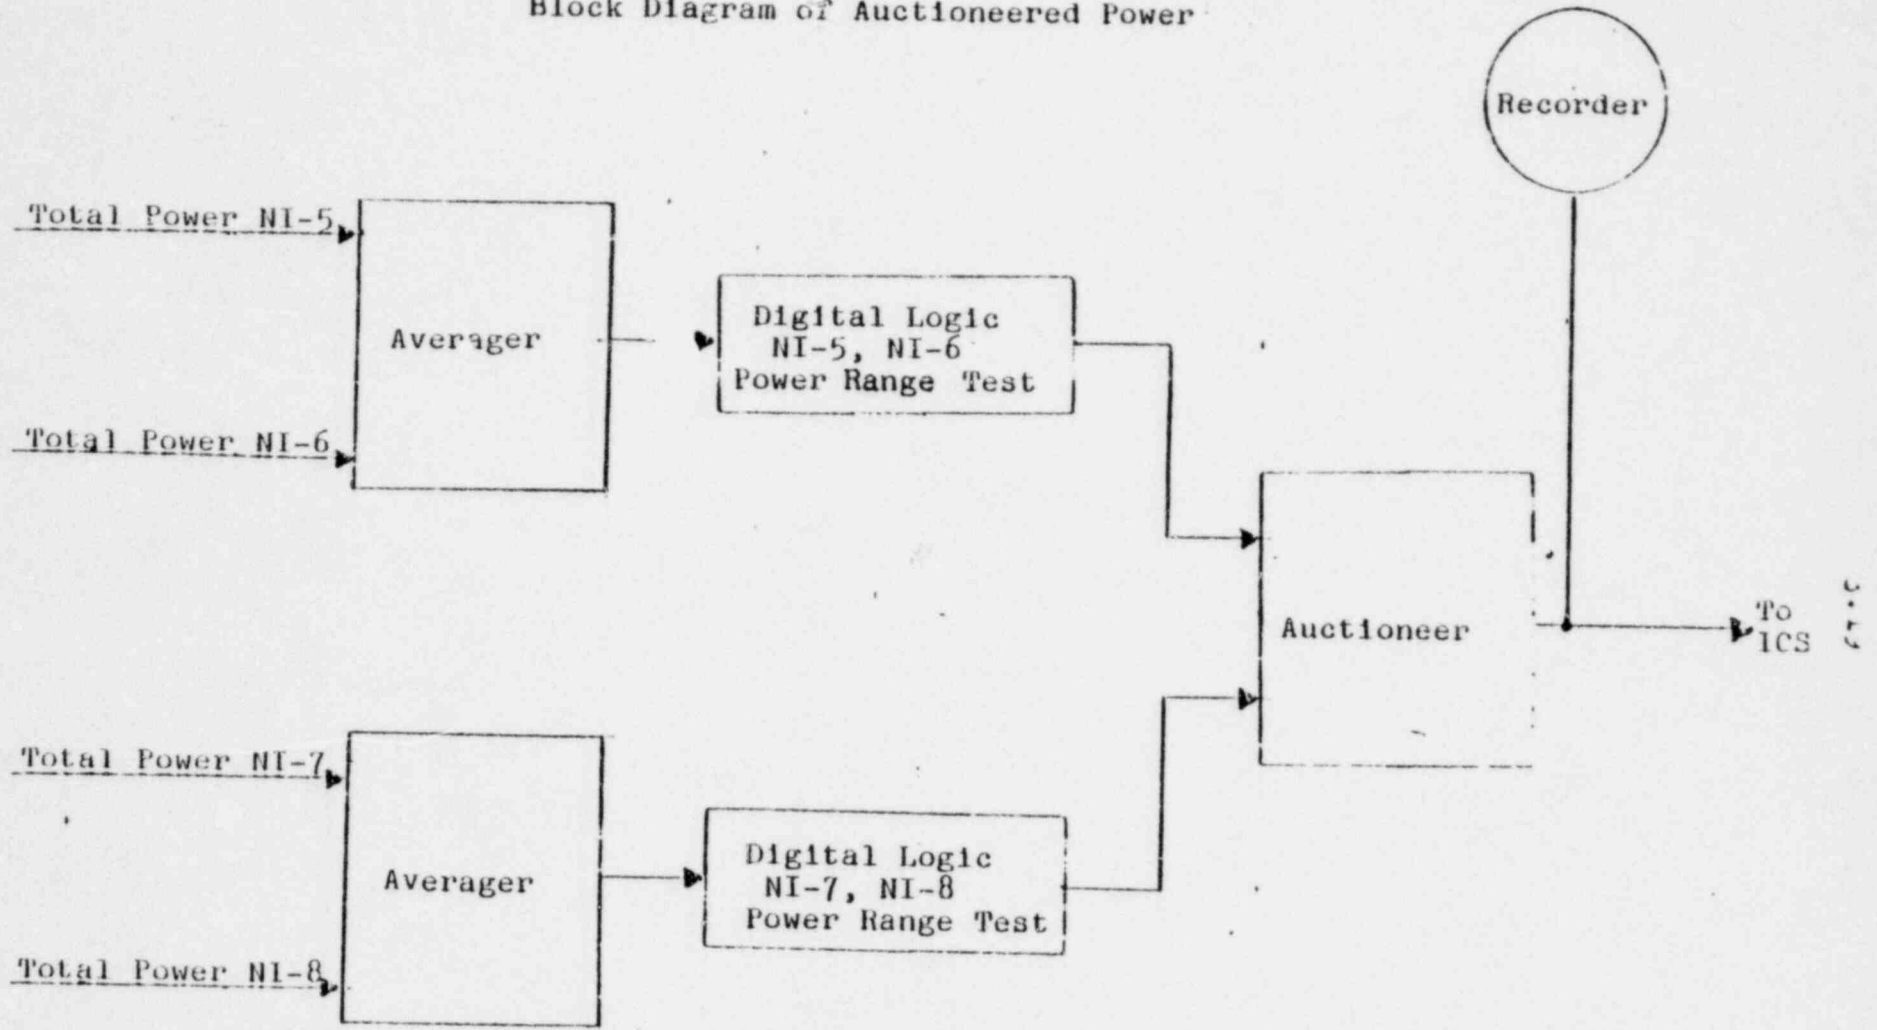 Block Diagram of Auctioneered Power
Recorder
Total Power NI-5
Averager
Total Power NI-6
Digital Logic
NI-5, NI-6
Power Range Test
Auctioneer
To
ICS
Total Power NI-7
Averager
Total Power NI-8
Digital Logic
NI-7, NI-8
Power Range Test